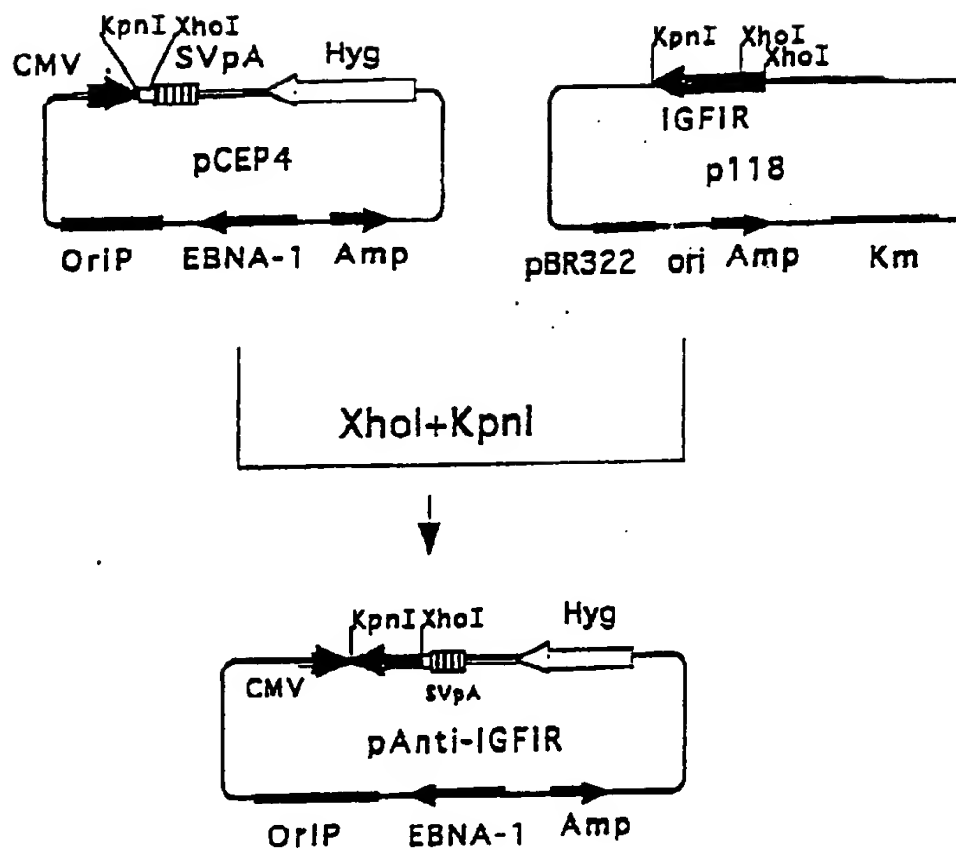 KpnI XhoI
CMV SVpA Hyg
pCEP4
OriP EBNA-1 Amp
KpnI XhoI
XhoI
IGFIR
p118
pBR322 ori Amp Km
XhoI+KpnI
KpnI XhoI Hyg
CMV SVpA
pAnti-IGFIR
OriP EBNA-1 Amp